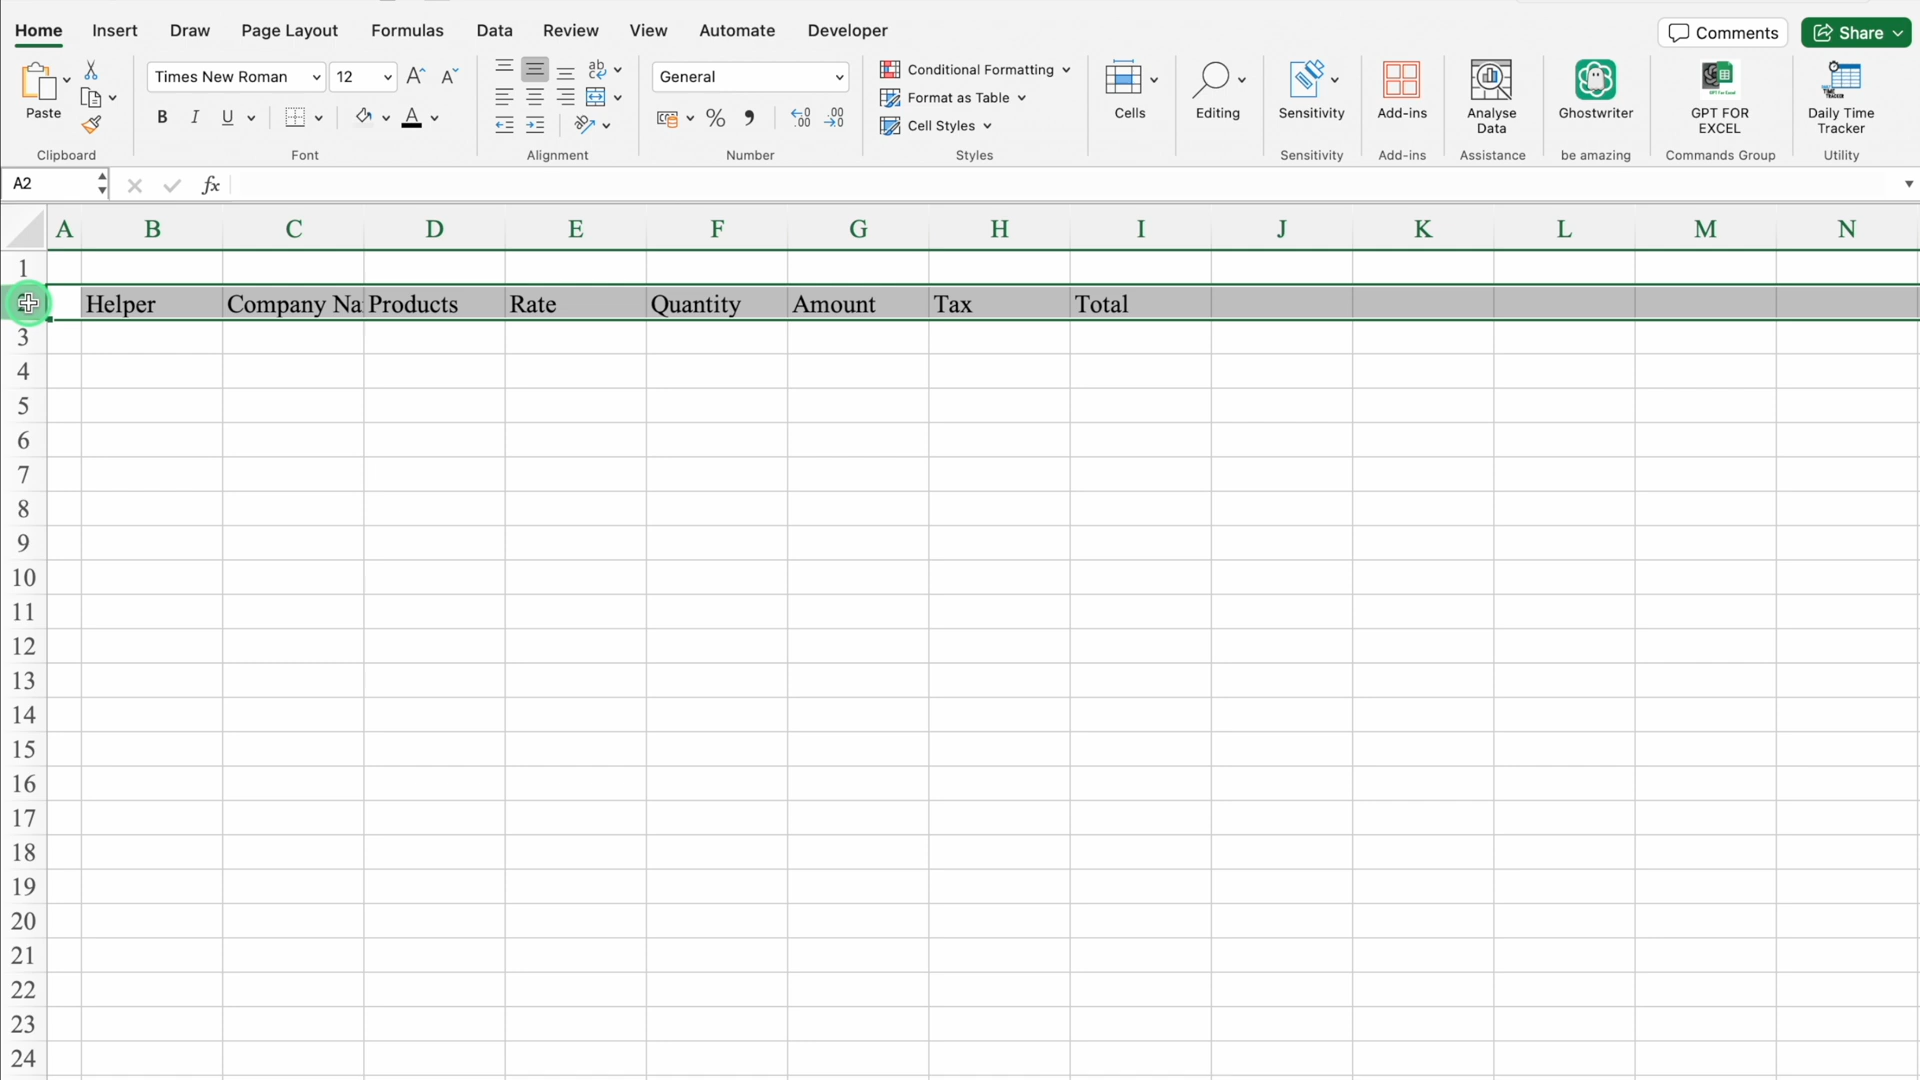 Home Insert Draw Page Layout Formulas Data Review View Automate Developer Comments Share
Times New Roman 12 General Conditional Formatting
Format as Table
Paste B I U A % Cell Styles Cells Editing Sensitivity Add-ins Analyse Data Ghostwriter GPT FOR EXCEL Daily Time Tracker
Clipboard Font Alignment Number Styles Sensitivity Add-ins Assistance be amazing Commands Group Utility
A2 fx
A B C D E F G H I J K L M N
1
Helper Company Na Products Rate Quantity Amount Tax Total
3
4
5
6
7
8
9
10
11
12
13
14
15
16
17
18
19
20
21
22
23
24